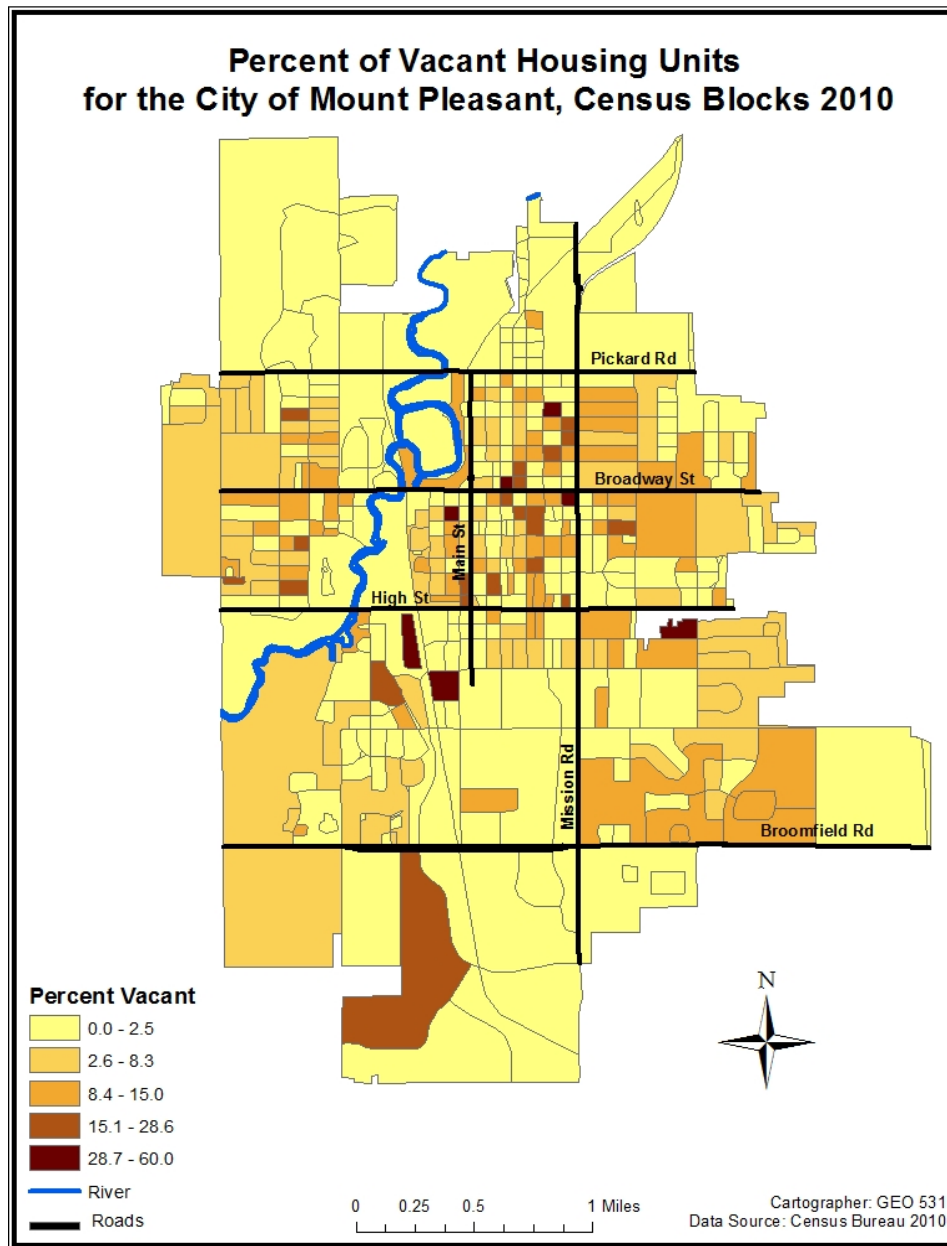 Percent of Vacant Housing Units
for the City of Mount Pleasant, Census Blocks 2010
Pickard Rd
Broadway St
Main St
High St
Mission Rd
Broomfield Rd
Percent Vacant
0.0 - 2.5
2.6 - 8.3
8.4 - 15.0
15.1 - 28.6
28.7 - 60.0
River
Roads
N
0 0.25 0.5 1 Miles
Cartographer: GEO 531
Data Source: Census Bureau 2010